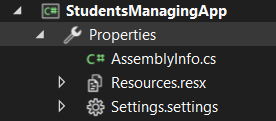 C# StudentsManagingApp
Properties
C# AssemblyInfo.cs
Resources.resx
Settings.settings